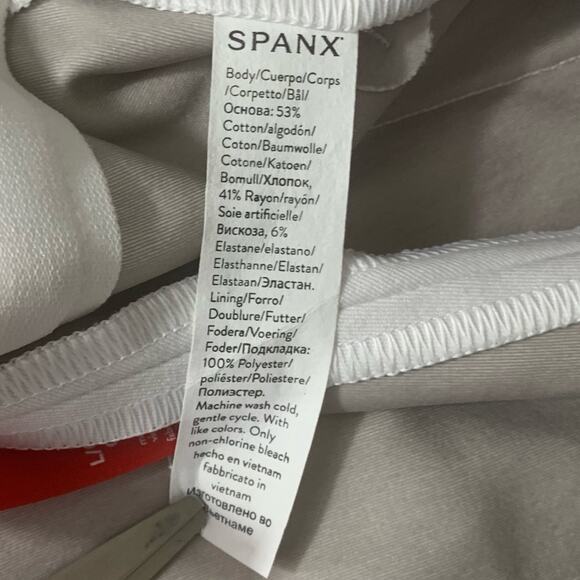 SPANX
Body/Cuerpo/Corps
/Corpetto/Bål/
Основа: 53%
Cotton/algodón/
Coton/Baumwolle/
Cotone/Katoen/
Bomull/Хлопок,
41% Rayon/rayón/
Soie artificielle/
Вискоза, 6%
Elastane/elastano/
Elasthanne/Elastan/
Elastaan/Эластан.
Lining/Forro/
Doublure/Futter/
Fodera/Voering/
Foder/Подкладка:
100% Polyester/
poliéster/Poliestere/
Полиэстер.
Machine wash cold,
gentle cycle. With
like colors. Only
non-chlorine bleach
hecho en vietnam
fabbricato in
vietnam
Изготовлено во